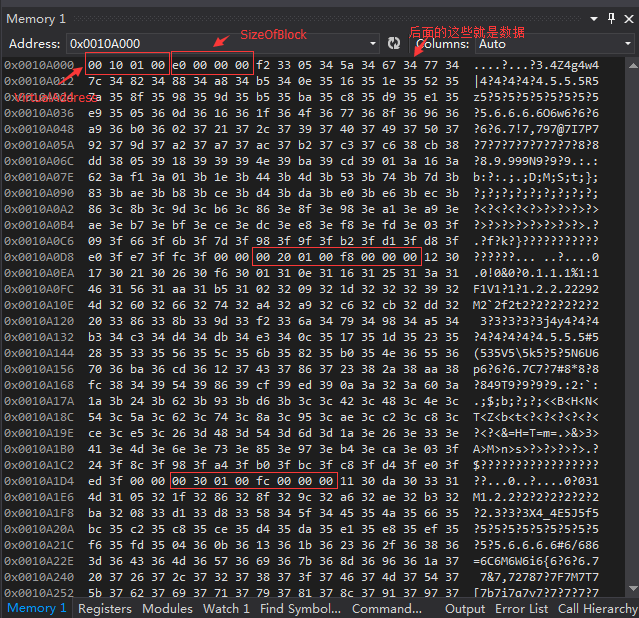 Memory 1
SizeOfBlock
后面的这些就是数据
Address: 0x0010A000 Columns: Auto
VirtualAddress
0x0010A000 00 10 01 00 e0 00 00 00 f2 33 05 34 5a 34 67 34 77 34 ....?...?3.4Z4g4w4
0x0010A012 7c 34 82 34 88 34 a8 34 b5 34 0e 35 16 35 1e 35 52 35 |4?4?4?4?4.5.5.5R5
0x0010A024 7a 35 8f 35 98 35 9d 35 b5 35 ba 35 c8 35 d9 35 e1 35
0x0010A036 e9 35 05 36 0d 36 16 36 1f 36 4f 36 77 36 8f 36 96 36 ?5.6.6.6.6O6w6?6?6
0x0010A048 a9 36 b0 36 02 37 21 37 2c 37 39 37 40 37 49 37 50 37 ?6?6.7!7,797@7I7P7
0x0010A05A 92 37 9d 37 a2 37 a7 37 ac 37 b2 37 c3 37 c6 38 cb 38 ?7?7?7?7?7?7?7?8?8
0x0010A06C dd 38 05 39 18 39 39 39 4e 39 ba 39 cd 39 01 3a 16 3a ?8.9.999N9?9?9.:.:
0x0010A07E 62 3a f1 3a 01 3b 1e 3b 44 3b 4d 3b 53 3b 74 3b 7d 3b b:?:.;.;D;M;S;t;};
0x0010A090 83 3b ae 3b b8 3b ce 3b d4 3b da 3b e0 3b e6 3b ec 3b ?;?;?;?;?;?;?;?;?;
0x0010A0A2 86 3c 8b 3c 9d 3c b6 3c 86 3e 8f 3e 98 3e a1 3e a9 3e ?<?<?<?<?>?>?>?>?>
0x0010A0B4 ae 3e b7 3e bf 3e ce 3e dc 3e e8 3e f8 3e fd 3e 03 3f ?>?>?>?>?>?>?>?>.?
0x0010A0C6 09 3f 66 3f 6b 3f 7d 3f 98 3f 9f 3f b2 3f d1 3f d8 3f .?f?k?}???????????
0x0010A0D8 e0 3f e7 3f fc 3f 00 00 00 20 01 00 f8 00 00 00 12 30
0x0010A0EA 17 30 21 30 26 30 f6 30 01 31 0e 31 16 31 25 31 3a 31 .0!0&0?0.1.1.1%1:1
0x0010A0FC 46 31 56 31 aa 31 b5 31 02 32 09 32 1d 32 32 32 39 32 F1V1?1?1.2.2.22292
0x0010A10E 4d 32 60 32 66 32 74 32 a4 32 a9 32 c6 32 cb 32 dd 32 M2`2f2t2?2?2?2?2?2
0x0010A120 20 33 86 33 8b 33 9d 33 f2 33 6a 34 79 34 98 34 a5 34 3?3?3?3?3j4y4?4?4
0x0010A132 b3 34 c3 34 d4 34 db 34 e3 34 0c 35 17 35 1d 35 23 35 ?4?4?4?4?4.5.5.5#5
0x0010A144 28 35 33 35 56 35 5c 35 6b 35 82 35 b0 35 4e 36 55 36 (535V5\5k5?5?5N6U6
0x0010A156 70 36 ba 36 cd 36 12 37 43 37 86 37 23 38 2a 38 aa 38 p6?6?6.7C7?7#8*8?8
0x0010A168 fc 38 34 39 54 39 86 39 cf 39 ed 39 0a 3a 32 3a 60 3a ?849T9?9?9?9.:2:`:
0x0010A17A 1a 3b 24 3b 62 3b 93 3b d6 3b 3c 3c 42 3c 48 3c 4e 3c .;$;b;?;?;<<B<H<N<
0x0010A18C 54 3c 5a 3c 62 3c 74 3c 8a 3c 95 3c ae 3c c2 3c c8 3c T<Z<b<t<?<?<?<?<?<
0x0010A19E ce 3c e5 3c 26 3d 48 3d 54 3d 6d 3d 1a 3e 26 3e 33 3e ?<?<&=H=T=m=.>&>3>
0x0010A1B0 41 3e 4d 3e 6e 3e 73 3e 85 3e 97 3e b4 3e ca 3e 03 3f A>M>n>s>?>?>?>?>.?
0x0010A1C2 24 3f 8c 3f 98 3f a4 3f b0 3f bc 3f c8 3f d4 3f e0 3f $?????????????????
0x0010A1D4 ed 3f 00 00 00 30 01 00 fc 00 00 00 11 30 da 30 33 31 ??...0..?....0?031
0x0010A1E6 4d 31 05 32 1f 32 86 32 8f 32 9c 32 a6 32 ae 32 b3 32 M1.2.2?2?2?2?2?2?2
0x0010A1F8 ba 32 08 33 d1 33 d8 33 58 34 5f 34 45 35 4a 35 66 35 ?2.3?3?3X4_4E5J5f5
0x0010A20A bc 35 c2 35 c8 35 ce 35 d4 35 da 35 e1 35 e8 35 ef 35 ?5?5?5?5?5?5?5?5?5
0x0010A21C f6 35 fd 35 04 36 0b 36 13 36 1b 36 23 36 2f 36 38 36 ?5?5.6.6.6.6#6/686
0x0010A22E 3d 36 43 36 4d 36 57 36 69 36 7b 36 8d 36 96 36 1a 37 =6C6M6W6i6{6?6?6.7
0x0010A240 20 37 26 37 2c 37 32 37 38 37 3f 37 46 37 4d 37 54 37 7&7,72787?7F7M7T7
0x0010A252 5b 37 62 37 69 37 71 37 79 37 81 37 8c 37 91 37 97 37 [7b7i7q7y7?7?7?7?7
Memory 1 Registers Modules Watch 1 Find Symbol... Command... Output Error List Call Hierarchy